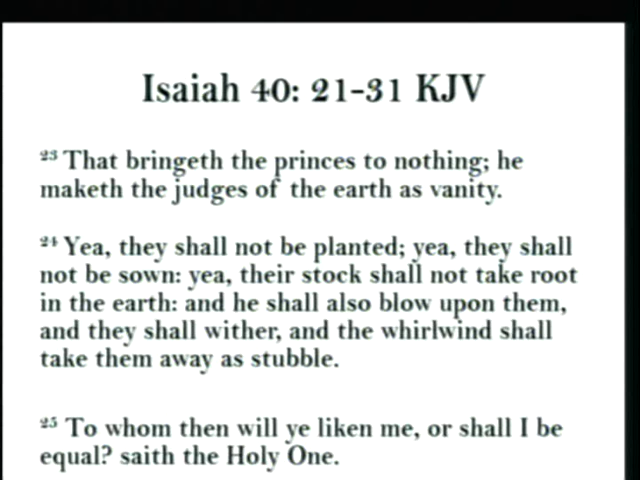 Isaiah 40: 21-31 KJV
23 That bringeth the princes to nothing; he
maketh the judges of the earth as vanity.
24 Yea, they shall not be planted; yea, they shall
not be sown: yea, their stock shall not take root
in the earth: and he shall also blow upon them,
and they shall wither, and the whirlwind shall
take them away as stubble.
25 To whom then will ye liken me, or shall I be
equal? saith the Holy One.